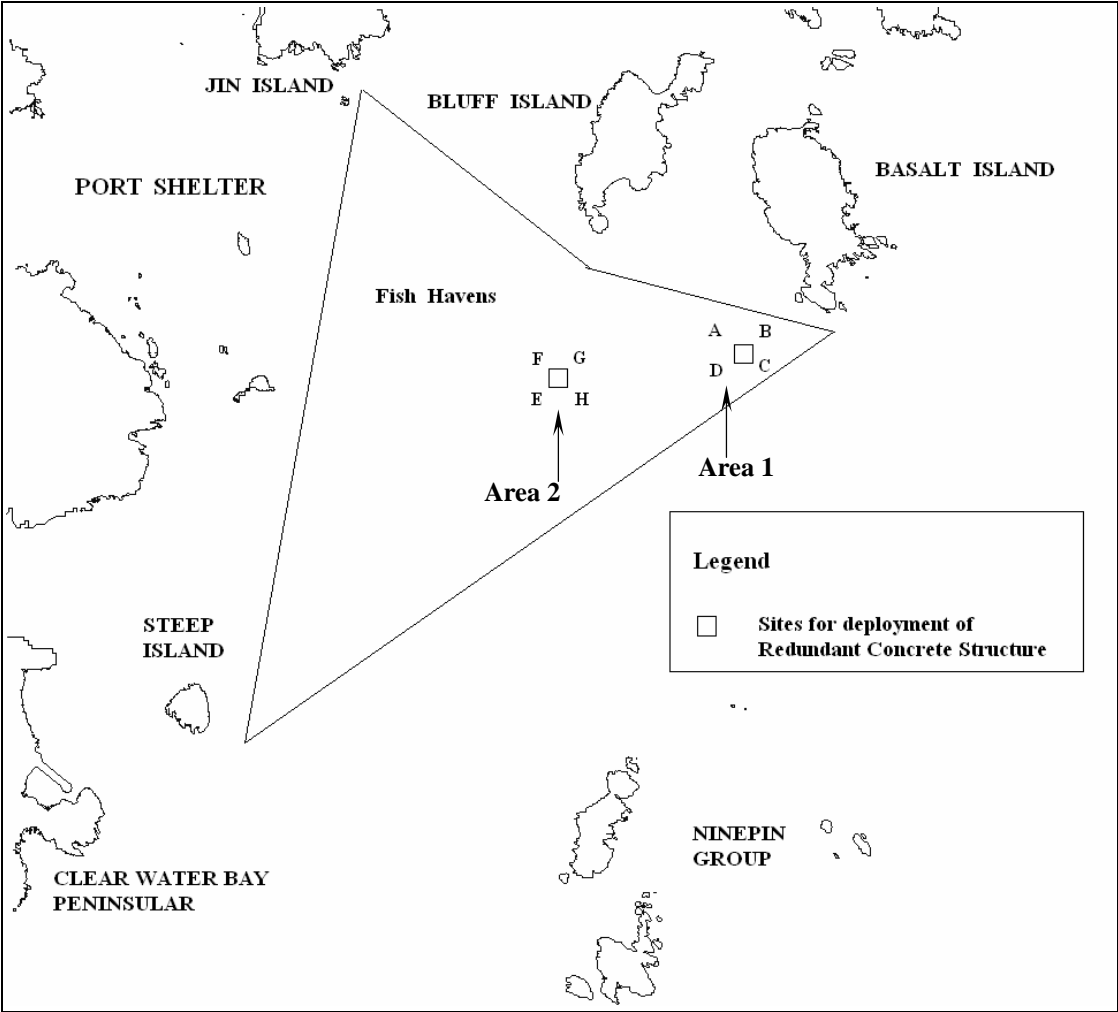 JIN ISLAND
BLUFF ISLAND
BASALT ISLAND
PORT SHELTER
Fish Havens
A B
D C
F G
E H
Area 1
Area 2
Legend
Sites for deployment of
Redundant Concrete Structure
STEEP
ISLAND
NINEPIN
GROUP
CLEAR WATER BAY
PENINSULAR